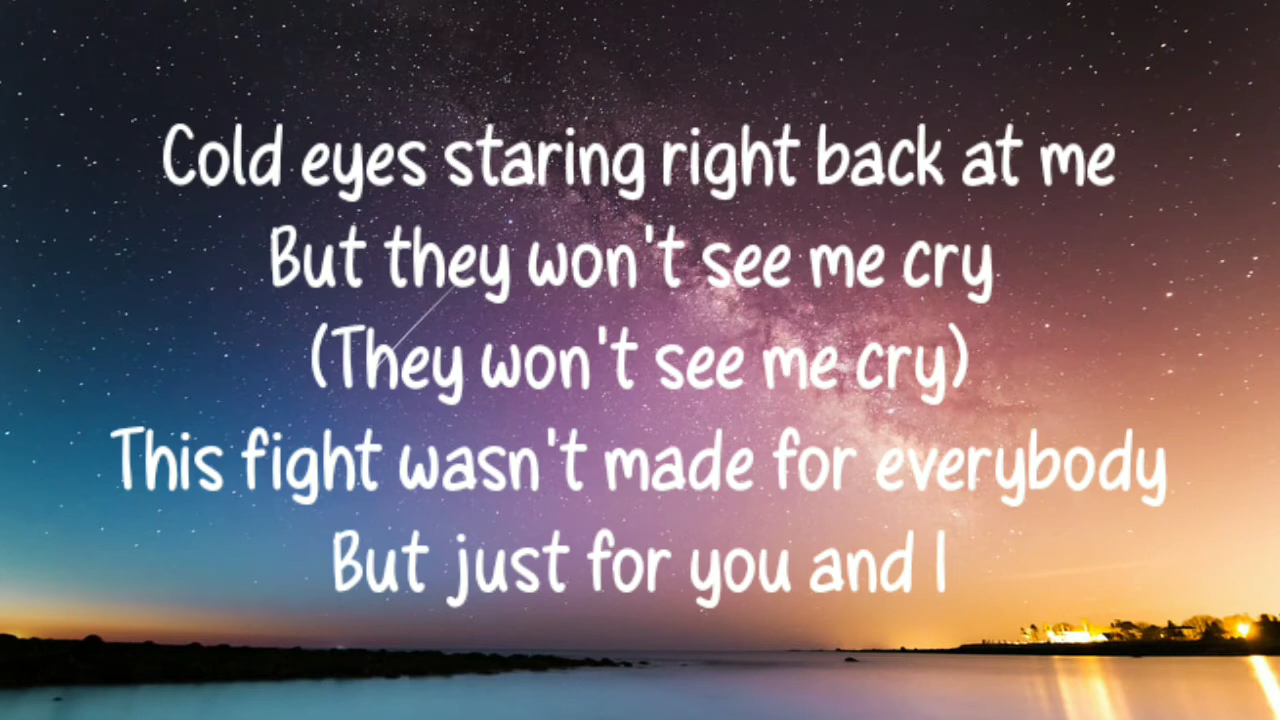 Cold eyes staring right back at me
But they won't see me cry
(They won't see me cry)
This fight wasn't made for everybody
But just for you and I